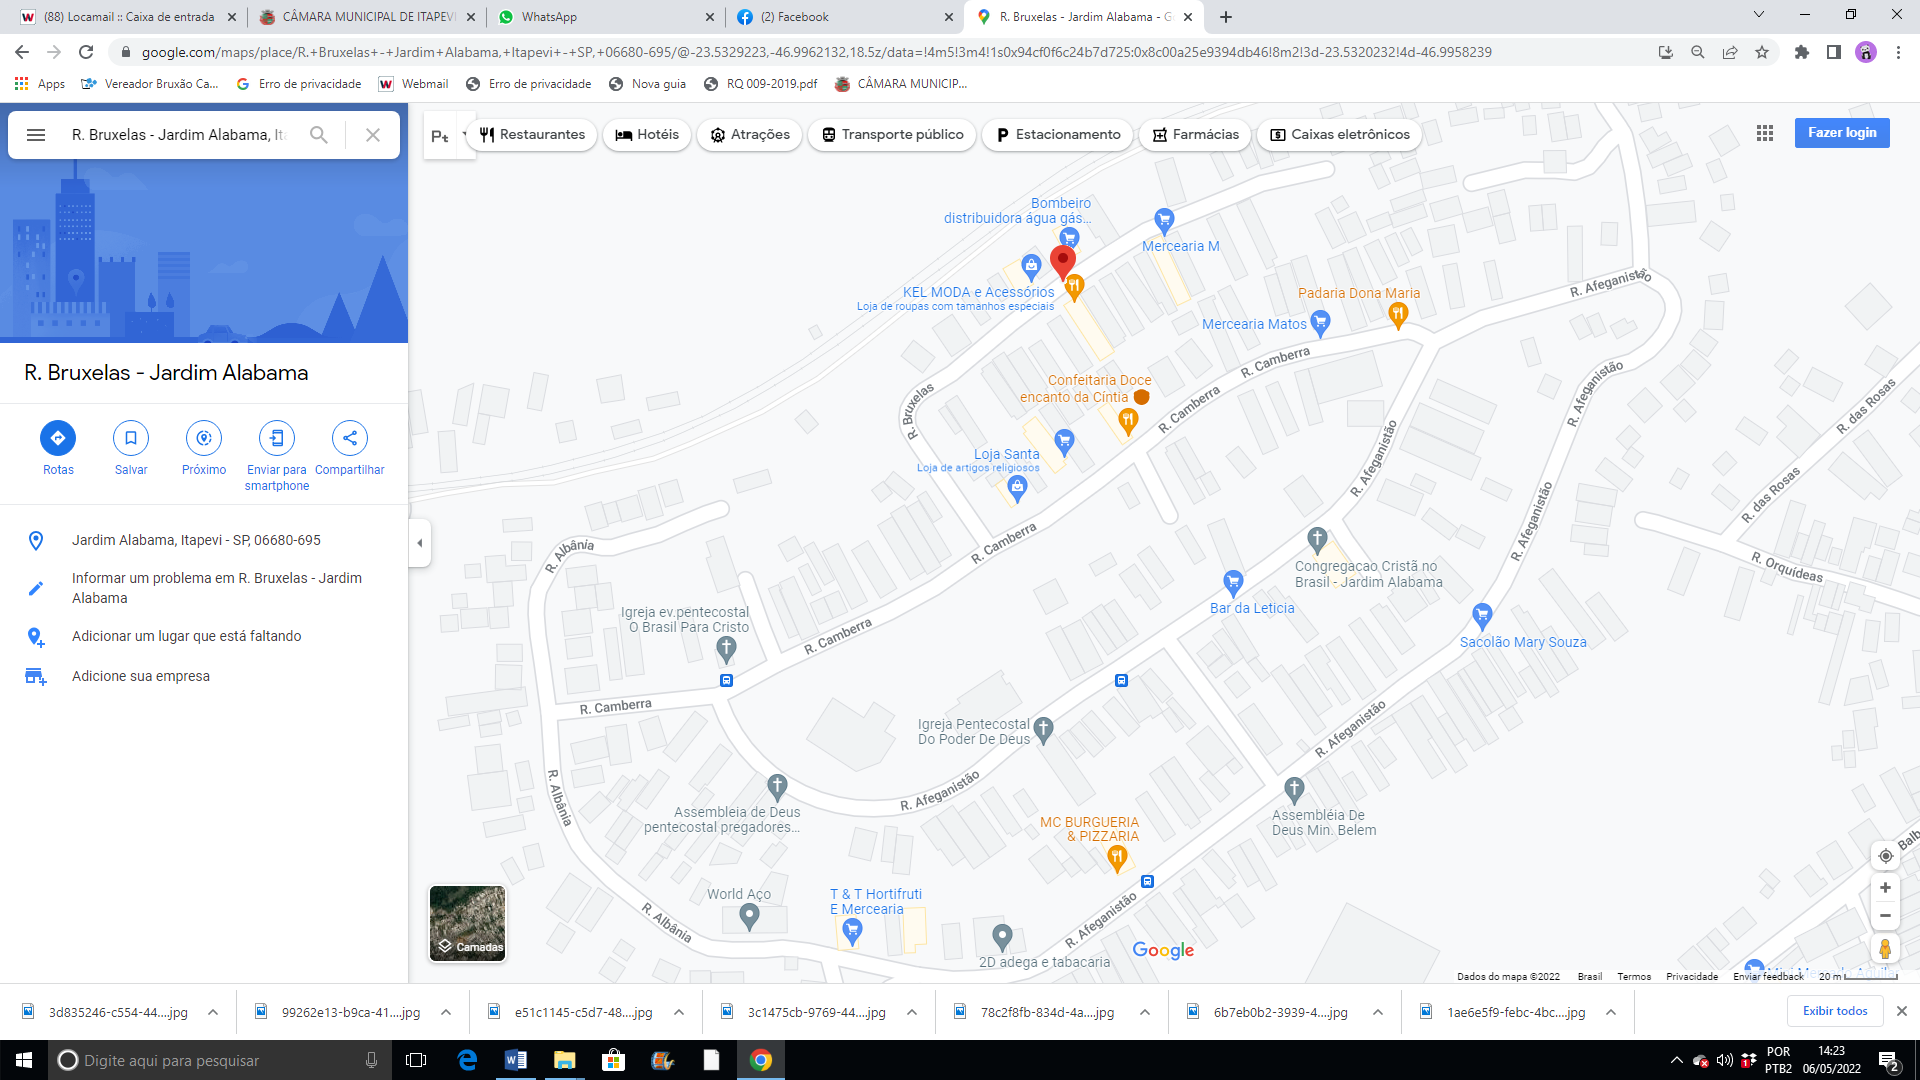 (88) Locamail :: Caixa de entrada
CÂMARA MUNICIPAL DE ITAPEVI
WhatsApp
(2) Facebook
R. Bruxelas - Jardim Alabama - Go
google.com/maps/place/R.+Bruxelas+-+Jardim+Alabama,+Itapevi+-+SP,+06680-695/@-23.5329223,-46.9962132,18.5z/data=!4m5!3m4!1s0x94cf0f6c24b7d725:0x8c00a25e9394db46!8m2!3d-23.5320232!4d-46.9958239
Apps
Vereador Bruxão Ca...
Erro de privacidade
Webmail
Erro de privacidade
Nova guia
RQ 009-2019.pdf
CÂMARA MUNICIP...
R. Bruxelas - Jardim Alabama, Ita
Pt
Restaurantes
Hotéis
Atrações
Transporte público
Estacionamento
Farmácias
Caixas eletrônicos
Fazer login
R. Bruxelas - Jardim Alabama
Rotas
Salvar
Próximo
Enviar para
smartphone
Compartilhar
Jardim Alabama, Itapevi - SP, 06680-695
Informar um problema em R. Bruxelas - Jardim
Alabama
Adicionar um lugar que está faltando
Adicione sua empresa
Bombeiro
distribuidora água gás...
Mercearia M
KEL MODA e Acessórios
Loja de roupas com tamanhos especiais
Padaria Dona Maria
R. Afeganistão
Mercearia Matos
R. Camberra
Confeitaria Doce
encanto da Cíntia
R. Bruxelas
R. Camberra
R. Afeganistão
R. das Rosas
Loja Santa
Loja de artigos religiosos
R. Afeganistão
R. das Rosas
R. Afeganistão
R. Camberra
R. Albânia
Congregacao Cristã no
Brasil - Jardim Alabama
R. Orquídeas
Bar da Leticia
Igreja ev.pentecostal
O Brasil Para Cristo
R. Camberra
Sacolão Mary Souza
R. Camberra
Igreja Pentecostal
Do Poder De Deus
R. Afeganistão
R. Albânia
R. Afeganistão
Assembleia de Deus
pentecostal pregadores...
MC BURGUERIA
& PIZZARIA
Assembléia De
Deus Min. Belem
World Aço
T & T Hortifruti
E Mercearia
R. Albânia
R. Afeganistão
2D adega e tabacaria
Google
Camadas
Dados do mapa ©2022
Brasil
Termos
Privacidade
Enviar feedback
20 m
3d835246-c554-44....jpg
99262e13-b9ca-41....jpg
e51c1145-c5d7-48....jpg
3c1475cb-9769-44....jpg
78c2f8fb-834d-4a....jpg
6b7eb0b2-3939-4....jpg
1ae6e5f9-febc-4bc....jpg
Exibir todos
Digite aqui para pesquisar
POR
PTB2
14:23
06/05/2022
2